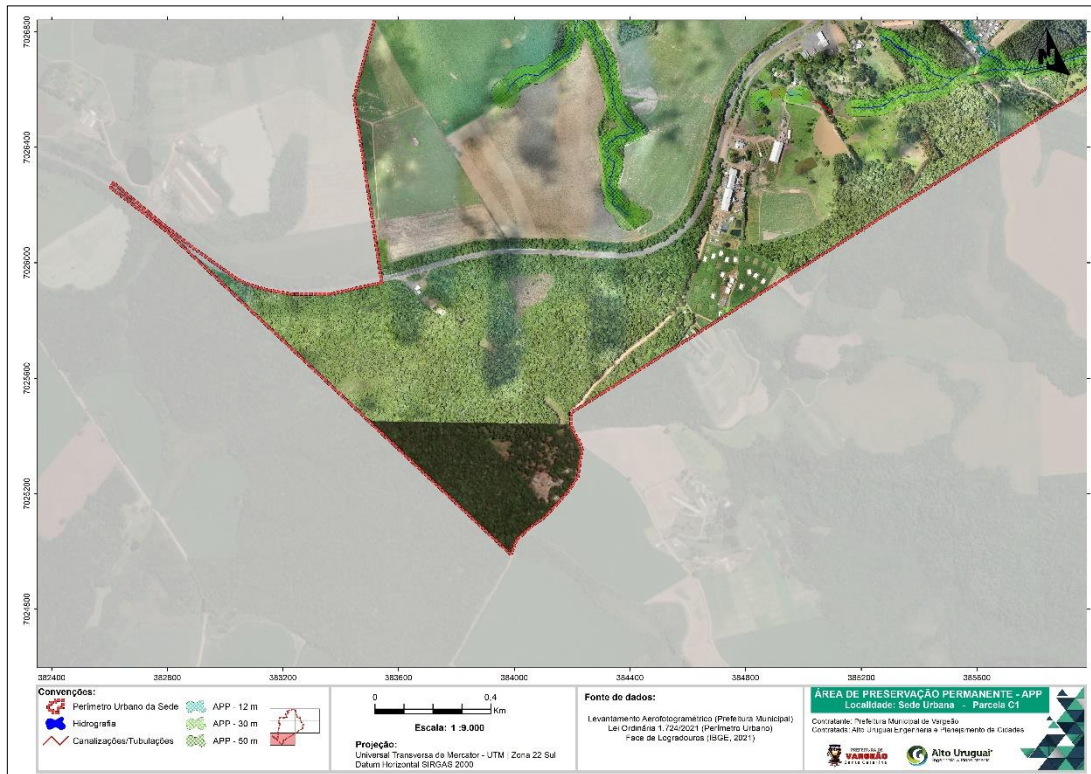 7026800
7026400
7026000
7025600
7025200
7024800
N
382400 382800 383200 383600 384000 384400 384800 385200 385600
Convenções:
Perímetro Urbano da Sede
Hidrografia
Canalizações/Tubulações
APP - 12 m
APP - 30 m
APP - 50 m
0 0,4
Km
Escala: 1 :9.000
Projeção:
Universal Transversa de Mercator - UTM | Zona 22 Sul
Datum Horizontal SIRGAS 2000
Fonte de dados:
Levantamento Aerofotogramétrico (Prefeitura Municipal)
Lei Ordinária 1.724/2021 (Perímetro Urbano)
Face de Logradouros (IBGE, 2021)
ÁREA DE PRESERVAÇÃO PERMANENTE - APP
Localidade: Sede Urbana - Parcela C1
Contratante: Prefeitura Municipal de Vargeão
Contratada: Alto Uruguai Engenharia e Planejamento de Cidades
PREFEITURA DE
VARGEÃO
SANTA CATARINA
Alto Uruguai